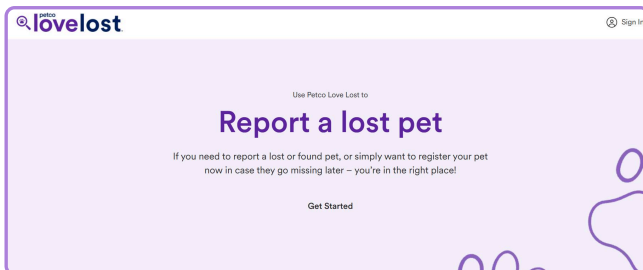 petco
lovelost
Sign In
Use Petco Love Lost to
Report a lost pet
If you need to report a lost or found pet, or simply want to register your pet
now in case they go missing later – you're in the right place!
Get Started